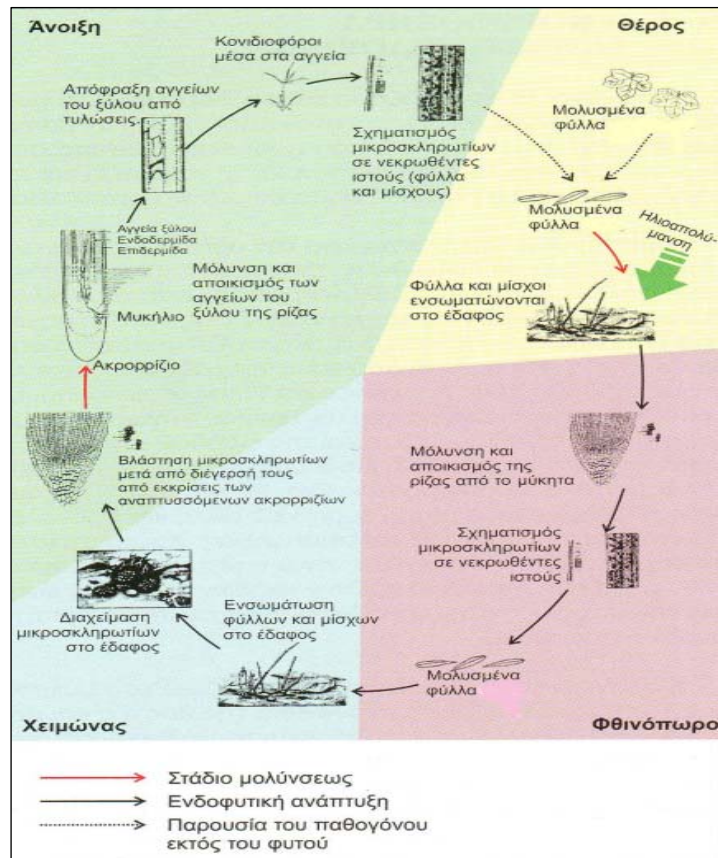 Άνοιξη
Κονιδιοφόροι
μέσα στα αγγεία
Θέρος
Απόφραξη αγγείων
του ξύλου από
τυλώσεις
Σχηματισμός
μικροσκληρωτίων
σε νεκρωθέντες
ιστούς (φύλλα
και μίσχους)
Μολυσμένα
φύλλα
Μολυσμένα
φύλλα
Ηλιοαπολύ-
μανση
Αγγεία ξύλου
Ενδοδερμίδα
Επιδερμίδα
Μόλυνση και
αποικισμός των
αγγείων του
ξύλου της ρίζας
Μυκήλιο
Ακρορρίζιο
Φύλλα και μίσχοι
ενσωματώνονται
στο έδαφος
Βλάστηση μικροσκληρωτίων
μετά από διέγερσή τους
από εκκρίσεις των
αναπτυσσόμενων ακρορριζίων
Μόλυνση και
αποικισμός της
ρίζας από το μύκητα
Σχηματισμός
μικροσκληρωτίων
σε νεκρωθέντες
ιστούς
Διαχείμαση
μικροσκληρωτίων
στο έδαφος
Ενσωμάτωση
φύλλων και μίσχων
στο έδαφος
Μολυσμένα
φύλλα
Χειμώνας
Φθινόπωρο
Στάδιο μολύνσεως
Ενδοφυτική ανάπτυξη
Παρουσία του παθογόνου
εκτός του φυτού